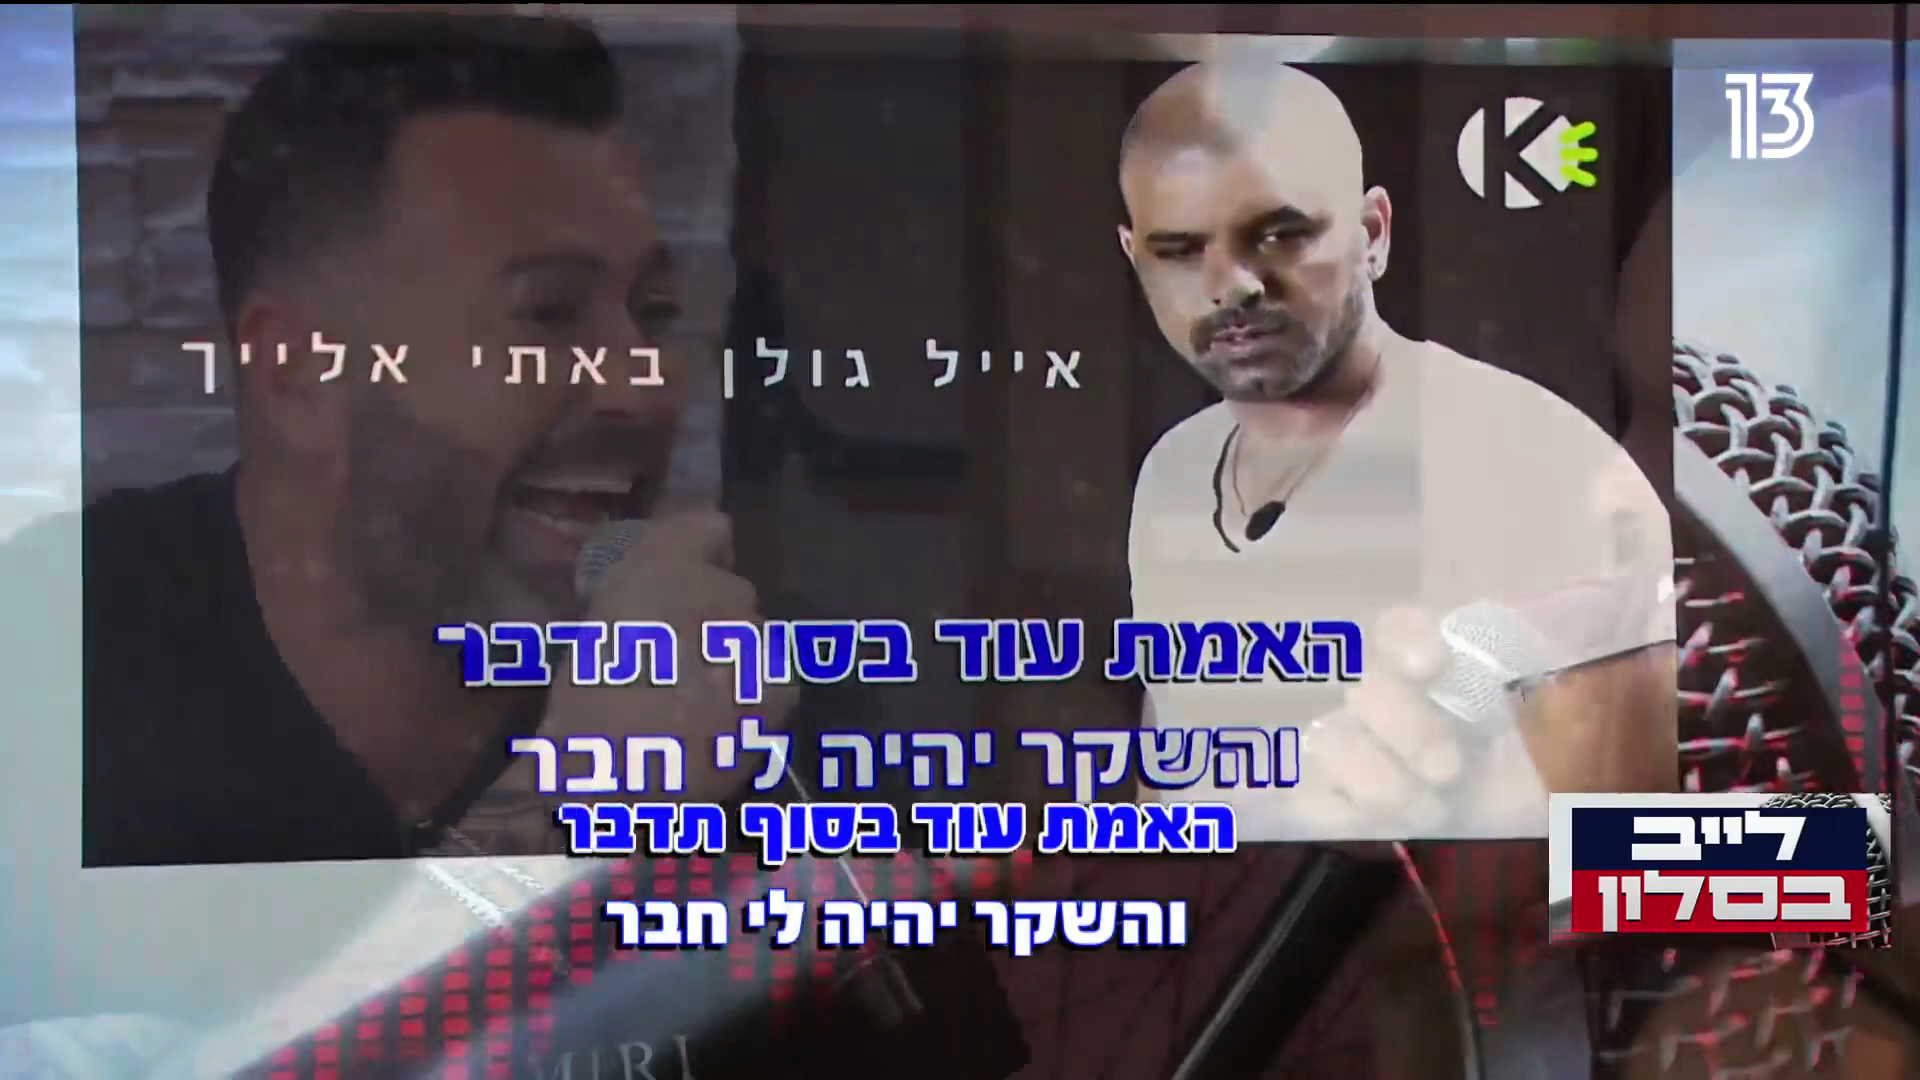 13
K
אייל גולן באתי אלייך
האמת עוד בסוף תדבר
והשקר יהיה לי חבר
האמת עוד בסוף תדבר
והשקר יהיה לי חבר
לייב
בסלון
MIRI